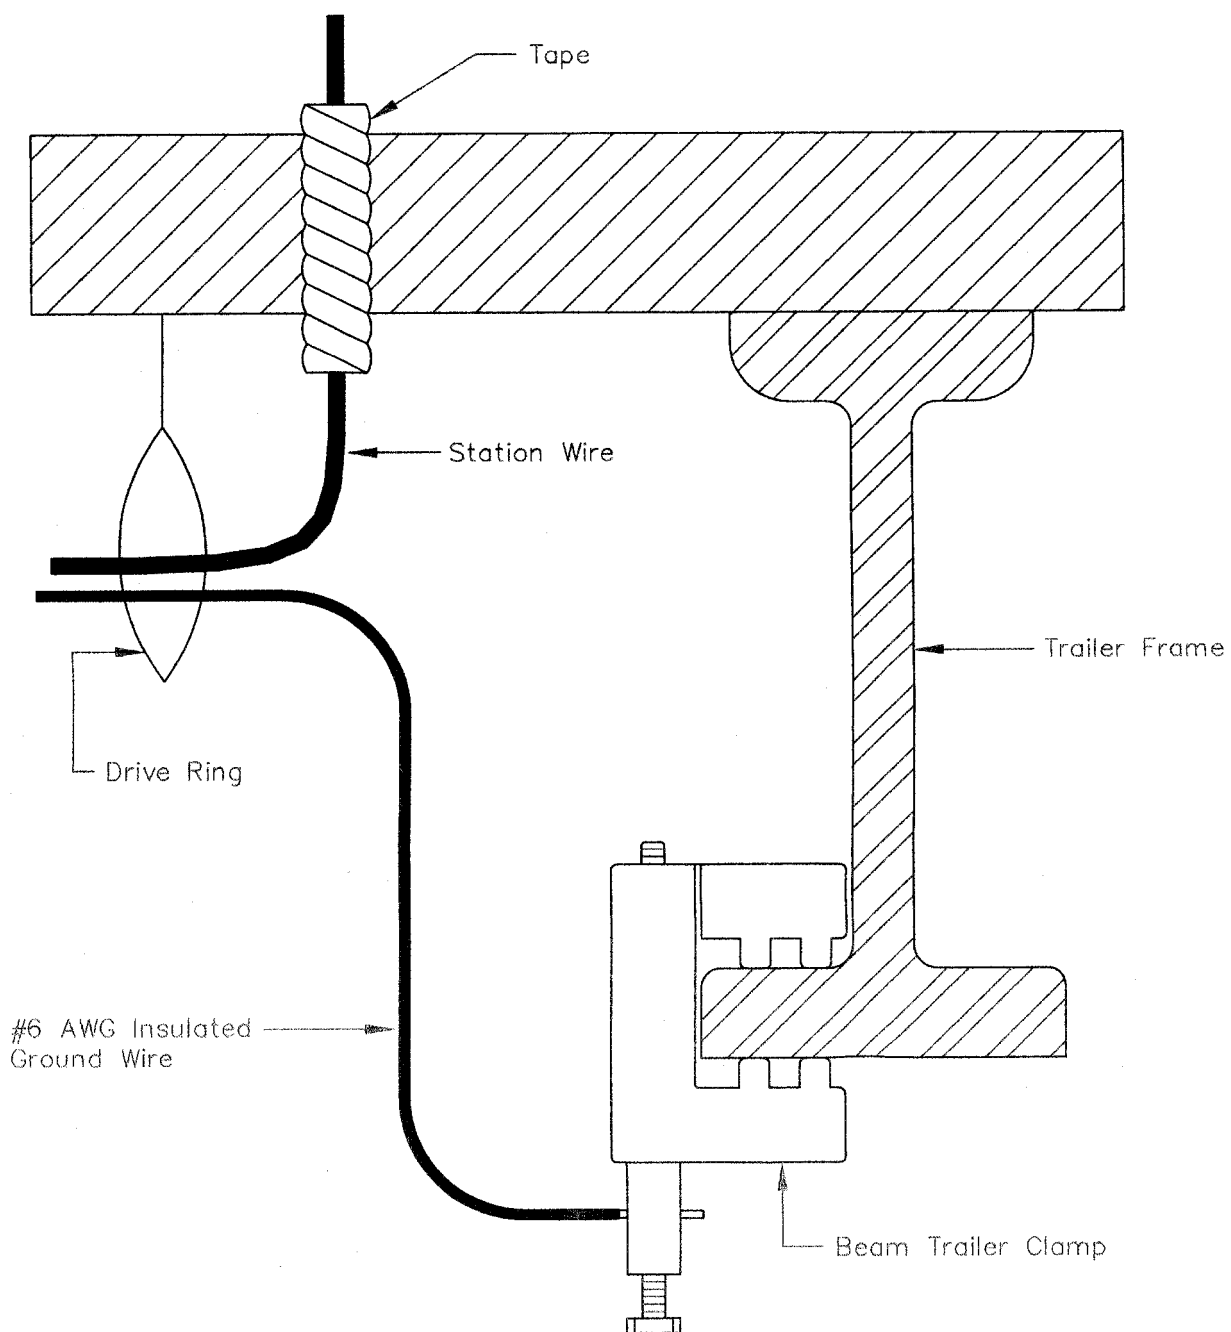 Tape
Station Wire
Trailer Frame
Drive Ring
#6 AWG Insulated
Ground Wire
Beam Trailer Clamp